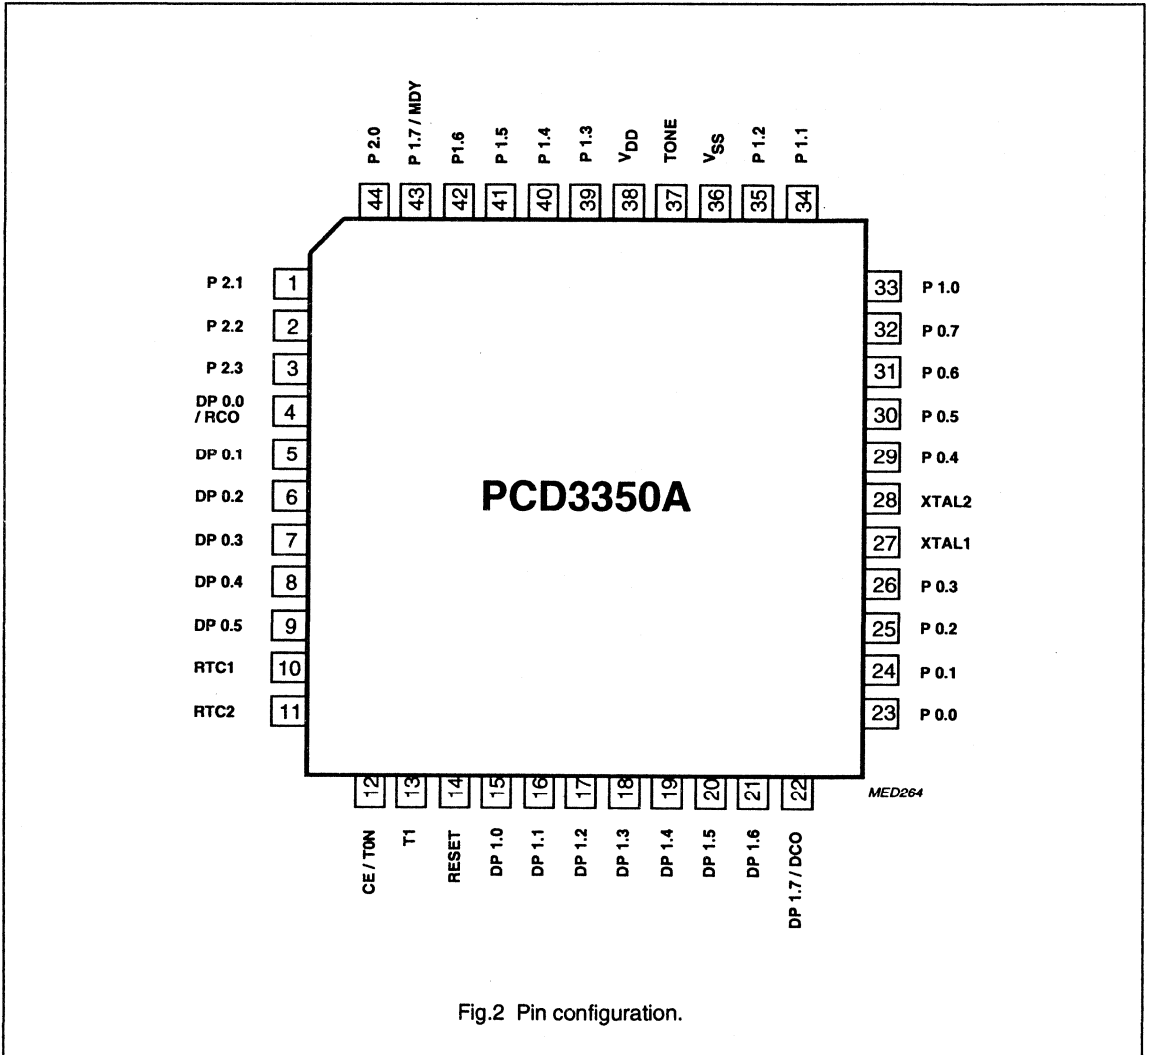 P 2.0
P 1.7 / MDY
P1.6
P 1.5
P 1.4
P 1.3
VDD
TONE
VSS
P 1.2
P 1.1
44
43
42
41
40
39
38
37
36
35
34
P 2.1 1
P 2.2 2
P 2.3 3
DP 0.0
/ RCO 4
DP 0.1 5
DP 0.2 6
DP 0.3 7
DP 0.4 8
DP 0.5 9
RTC1 10
RTC2 11
PCD3350A
33 P 1.0
32 P 0.7
31 P 0.6
30 P 0.5
29 P 0.4
28 XTAL2
27 XTAL1
26 P 0.3
25 P 0.2
24 P 0.1
23 P 0.0
12
13
14
15
16
17
18
19
20
21
22
MED264
CE / T0N
T1
RESET
DP 1.0
DP 1.1
DP 1.2
DP 1.3
DP 1.4
DP 1.5
DP 1.6
DP 1.7 / DCO
Fig.2 Pin configuration.